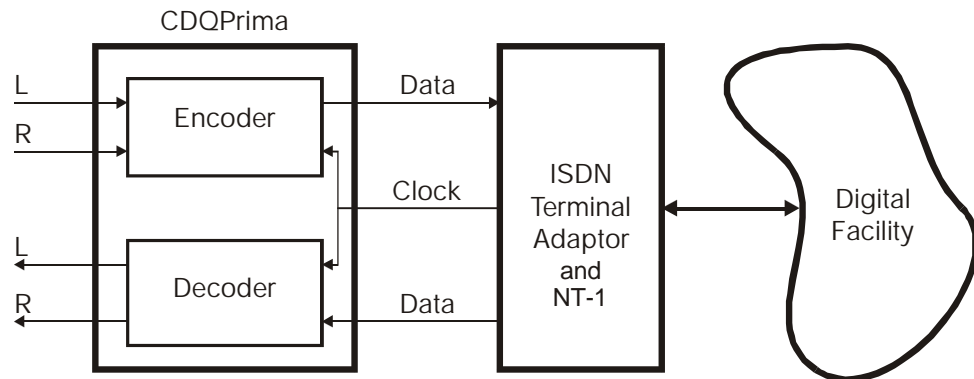 CDQPrima
L
R
Encoder
Data
Clock
L
R
Decoder
Data
ISDN
Terminal
Adaptor
and
NT-1
Digital
Facility